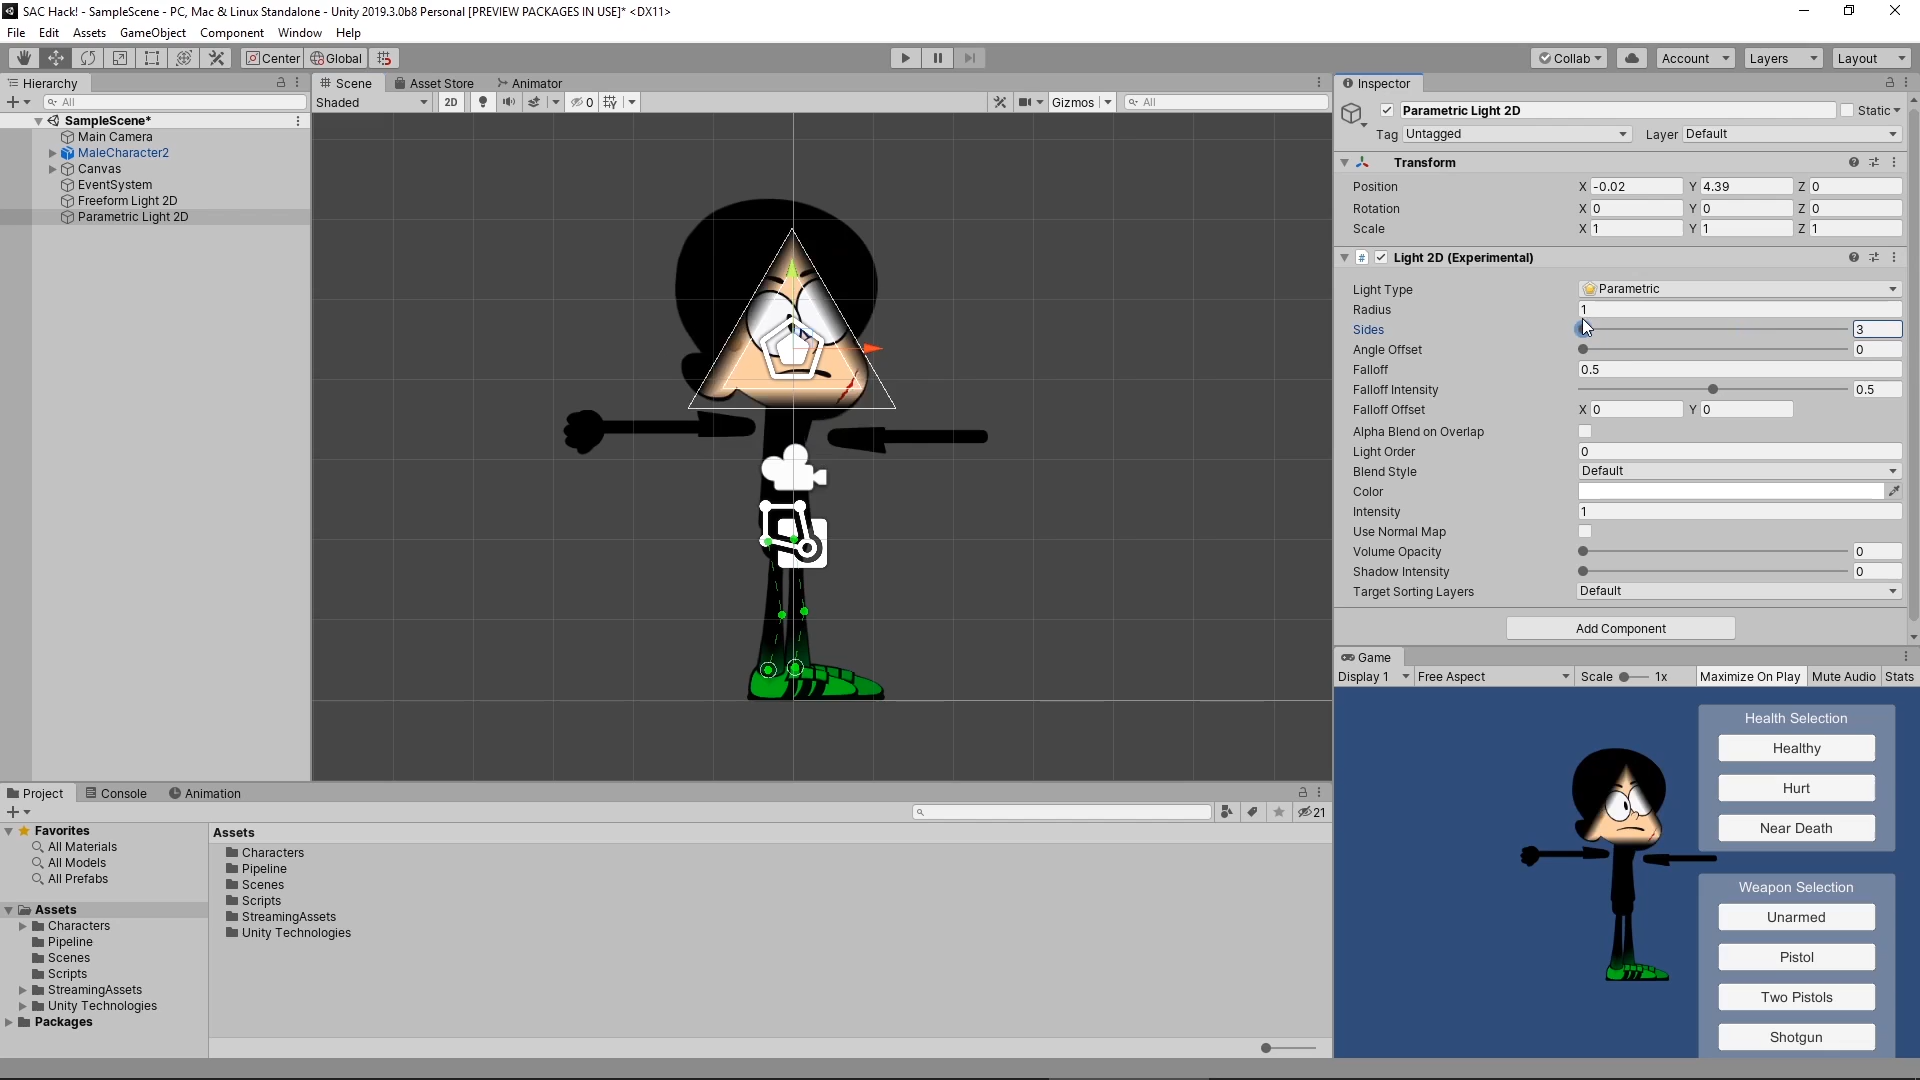 SAC Hack! - SampleScene - PC, Mac & Linux Standalone - Unity 2019.3.0b8 Personal [PREVIEW PACKAGES IN USE]* <DX11>
File Edit Assets GameObject Component Window Help
Center Global
Collab Account Layers Layout
Hierarchy
All
SampleScene*
Main Camera
MaleCharacter2
Canvas
EventSystem
Freeform Light 2D
Parametric Light 2D
Scene Asset Store Animator
Shaded 2D 0 Gizmos All
Inspector
Parametric Light 2D Static
Tag Untagged Layer Default
Transform
Position X -0.02 Y 4.39 Z 0
Rotation X 0 Y 0 Z 0
Scale X 1 Y 1 Z 1
# Light 2D (Experimental)
Light Type Parametric
Radius 1
Sides 3
Angle Offset 0
Falloff 0.5
Falloff Intensity 0.5
Falloff Offset X 0 Y 0
Alpha Blend on Overlap
Light Order 0
Blend Style Default
Color
Intensity 1
Use Normal Map
Volume Opacity 0
Shadow Intensity 0
Target Sorting Layers Default
Add Component
Game
Display 1 Free Aspect Scale 1x Maximize On Play Mute Audio Stats
Health Selection
Healthy
Hurt
Near Death
Weapon Selection
Unarmed
Pistol
Two Pistols
Shotgun
Project Console Animation
21
Favorites
All Materials
All Models
All Prefabs
Assets
Characters
Pipeline
Scenes
Scripts
StreamingAssets
Unity Technologies
Packages
Assets
Characters
Pipeline
Scenes
Scripts
StreamingAssets
Unity Technologies